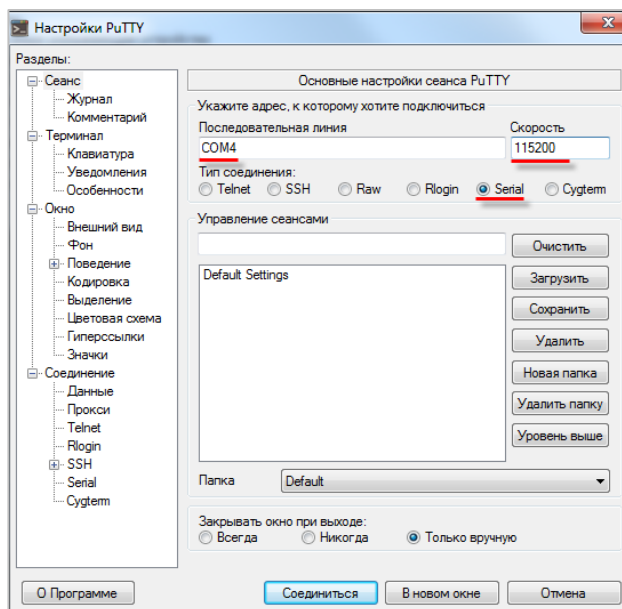 Настройки PuTTY
Разделы:
Сеанс
Журнал
Комментарий
Терминал
Клавиатура
Уведомления
Особенности
Окно
Внешний вид
Фон
Поведение
Кодировка
Выделение
Цветовая схема
Гиперссылки
Значки
Соединение
Данные
Прокси
Telnet
Rlogin
SSH
Serial
Cygterm
Основные настройки сеанса PuTTY
Укажите адрес, к которому хотите подключиться
Последовательная линия Скорость
COM4 115200
Тип соединения:
Telnet SSH Raw Rlogin Serial Cygterm
Управление сеансами
Очистить
Default Settings
Загрузить
Сохранить
Удалить
Новая папка
Удалить папку
Уровень выше
Папка Default
Закрывать окно при выходе:
Всегда Никогда Только вручную
О Программе Соединиться В новом окне Отмена